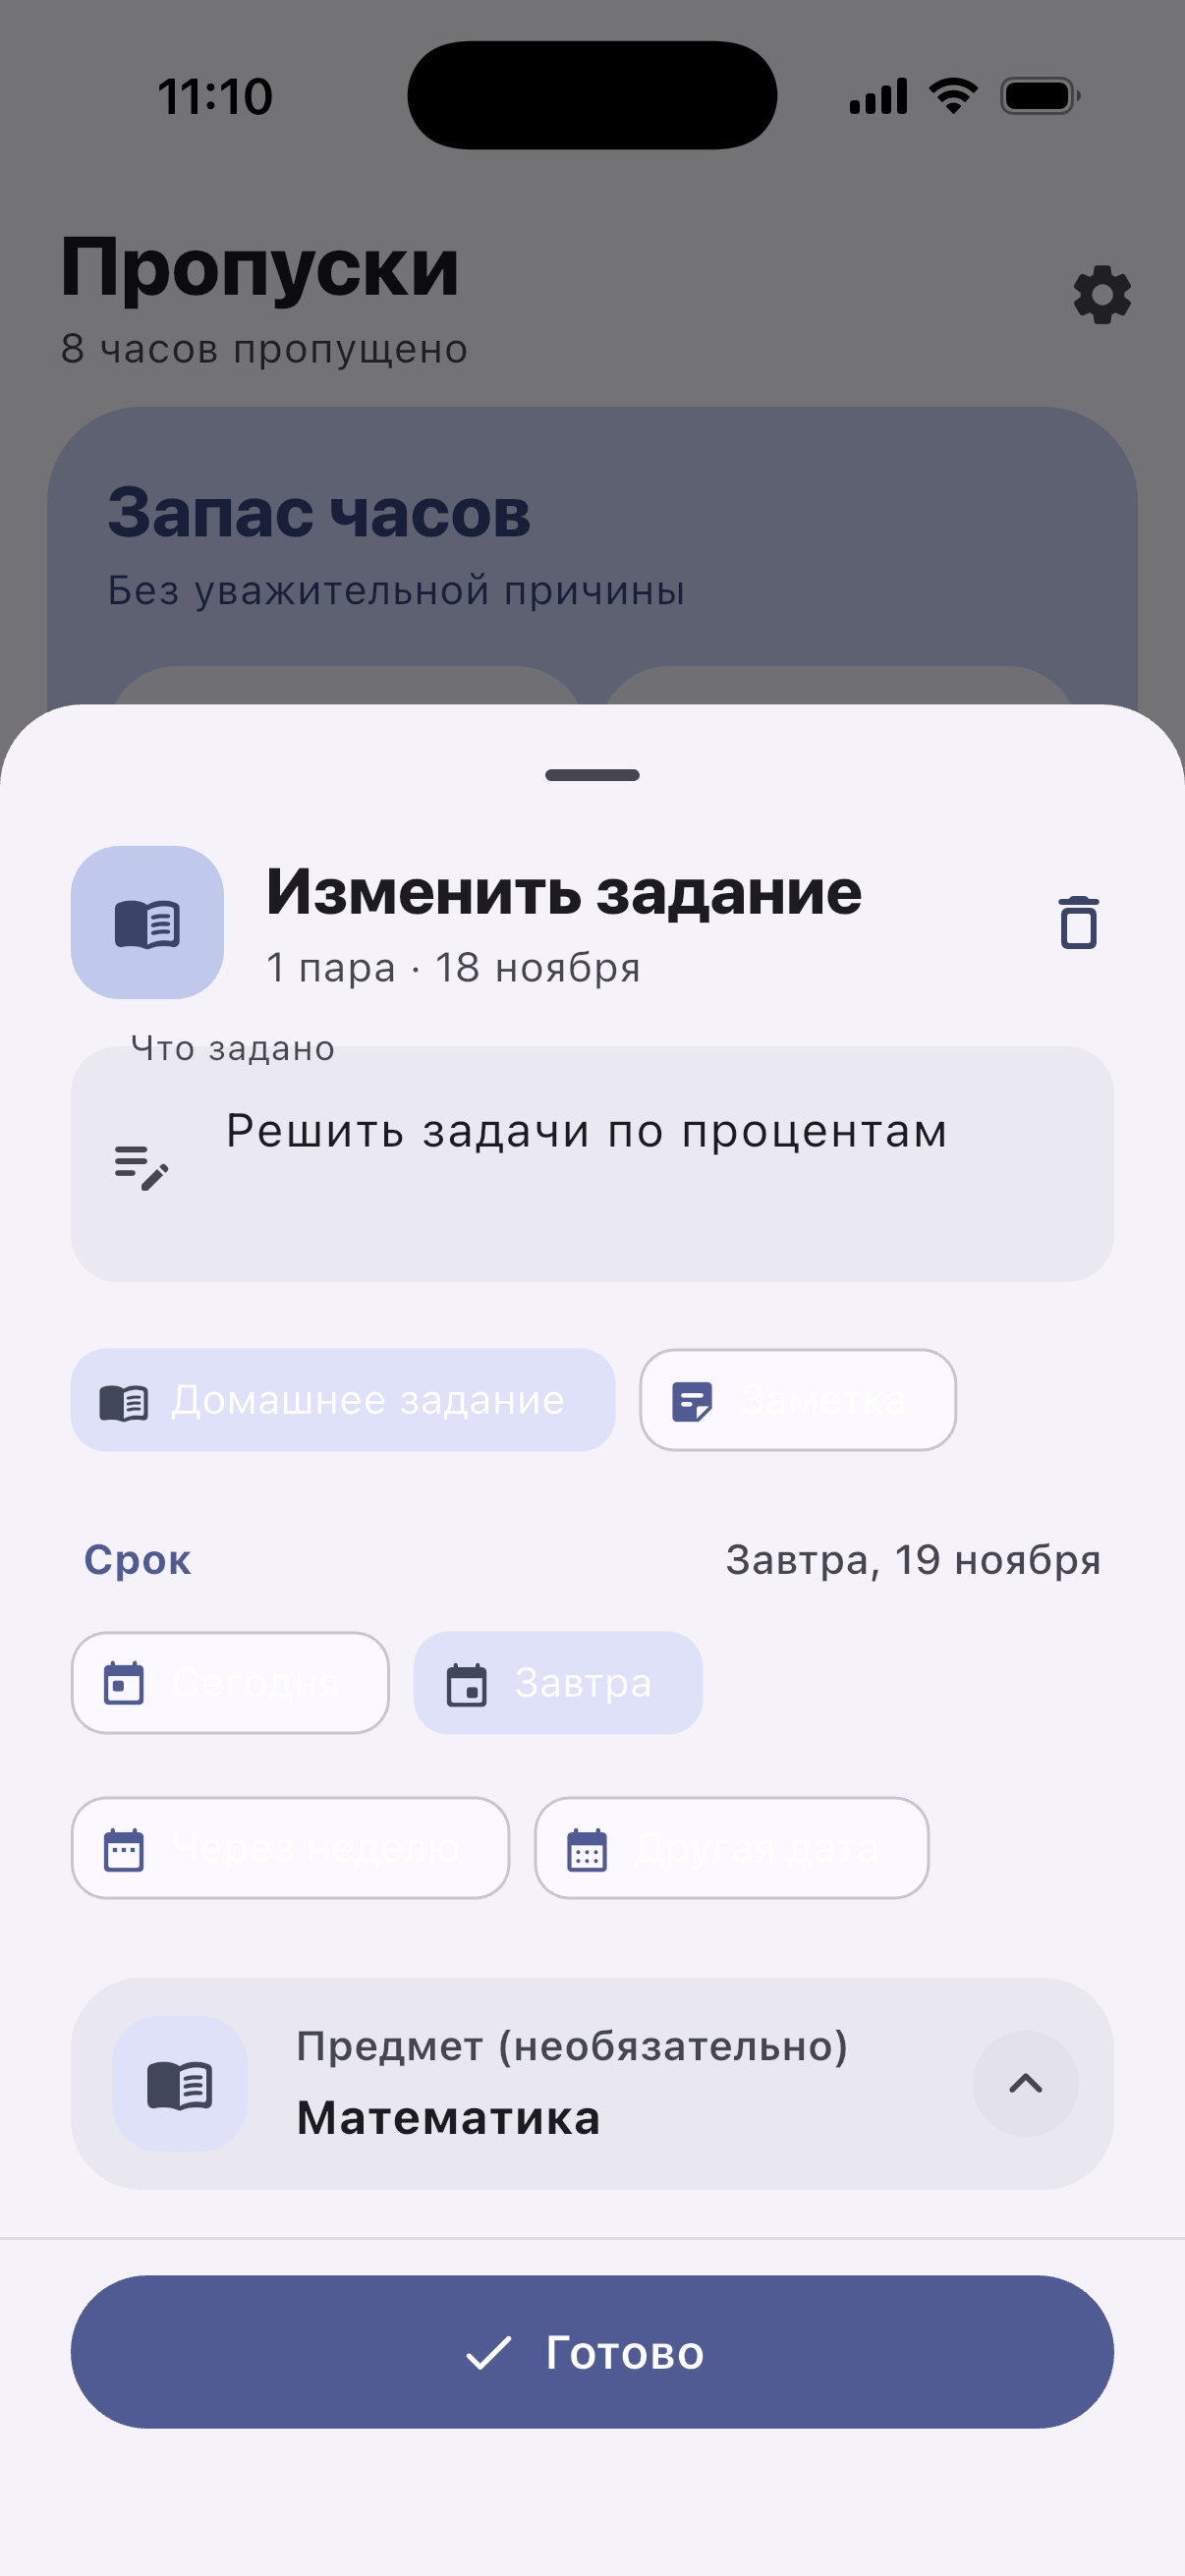 11:10
Пропуски
8 часов пропущено
Запас часов
Без уважительной причины
Изменить задание
1 пара · 18 ноября
Что задано
Решить задачи по процентам
Домашнее задание
Заметка
Срок
Завтра, 19 ноября
Сегодня
Завтра
Через неделю
Другая дата
Предмет (необязательно)
Математика
Готово